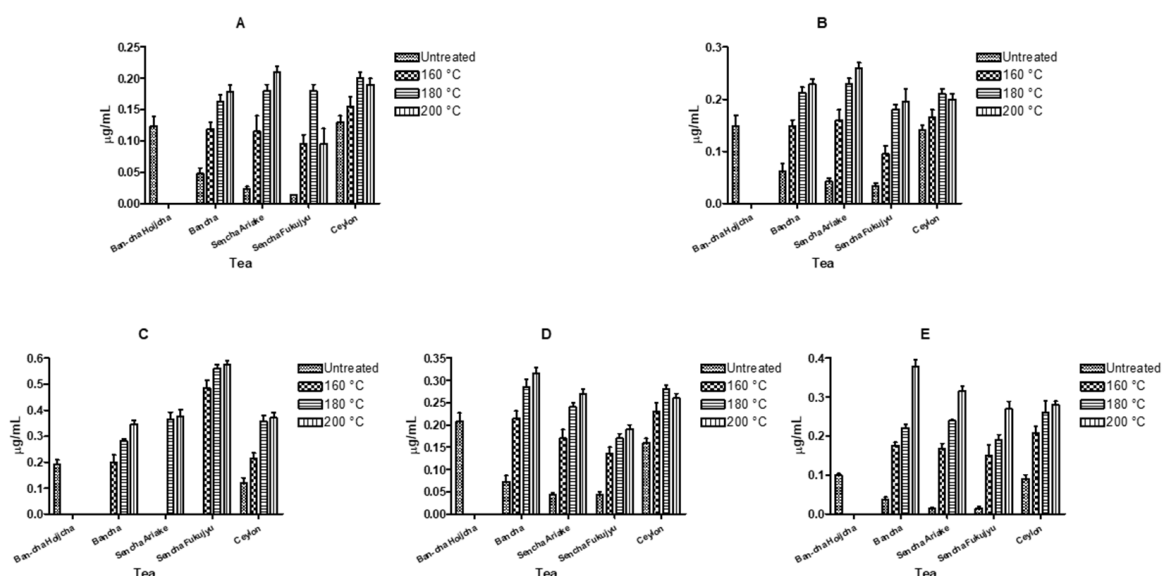 A
μg/mL
0.25
0.20
0.15
0.10
0.05
0.00
Ban-cha Hojicha
Bancha
Sencha Ariake
Sencha Fukujyu
Ceylon
Tea
Untreated
160 °C
180 °C
200 °C
B
μg/mL
0.3
0.2
0.1
0.0
Ban-cha Hojicha
Bancha
Sencha Ariake
Sencha Fukujyu
Ceylon
Tea
Untreated
160 °C
180 °C
200 °C
C
μg/mL
0.6
0.5
0.4
0.3
0.2
0.1
0.0
Ban-cha Hojicha
Bancha
Sencha Ariake
Sencha Fukujyu
Ceylon
Tea
Untreated
160 °C
180 °C
200 °C
D
μg/mL
0.35
0.30
0.25
0.20
0.15
0.10
0.05
0.00
Ban-cha Hojicha
Bancha
Sencha Ariake
Sencha Fukujyu
Ceylon
Tea
Untreated
160 °C
180 °C
200 °C
E
μg/mL
0.4
0.3
0.2
0.1
0.0
Ban-cha Hojicha
Bancha
Sencha Ariake
Sencha Fukujyu
Ceylon
Tea
Untreated
160 °C
180 °C
200 °C